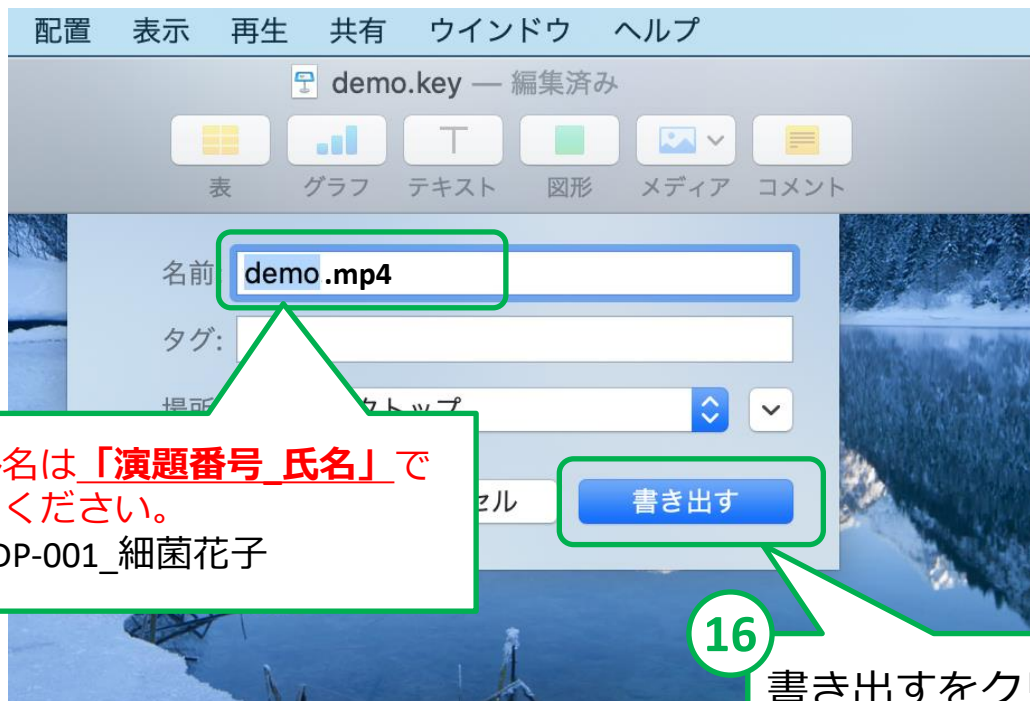 配置 表示 再生 共有 ウインドウ ヘルプ
demo.key — 編集済み
表 グラフ テキスト 図形 メディア コメント
名前: demo.mp4
タグ:
名は「演題番号_氏名」で
ください。
-001_細菌花子
セル 書き出す
16
書き出すをク